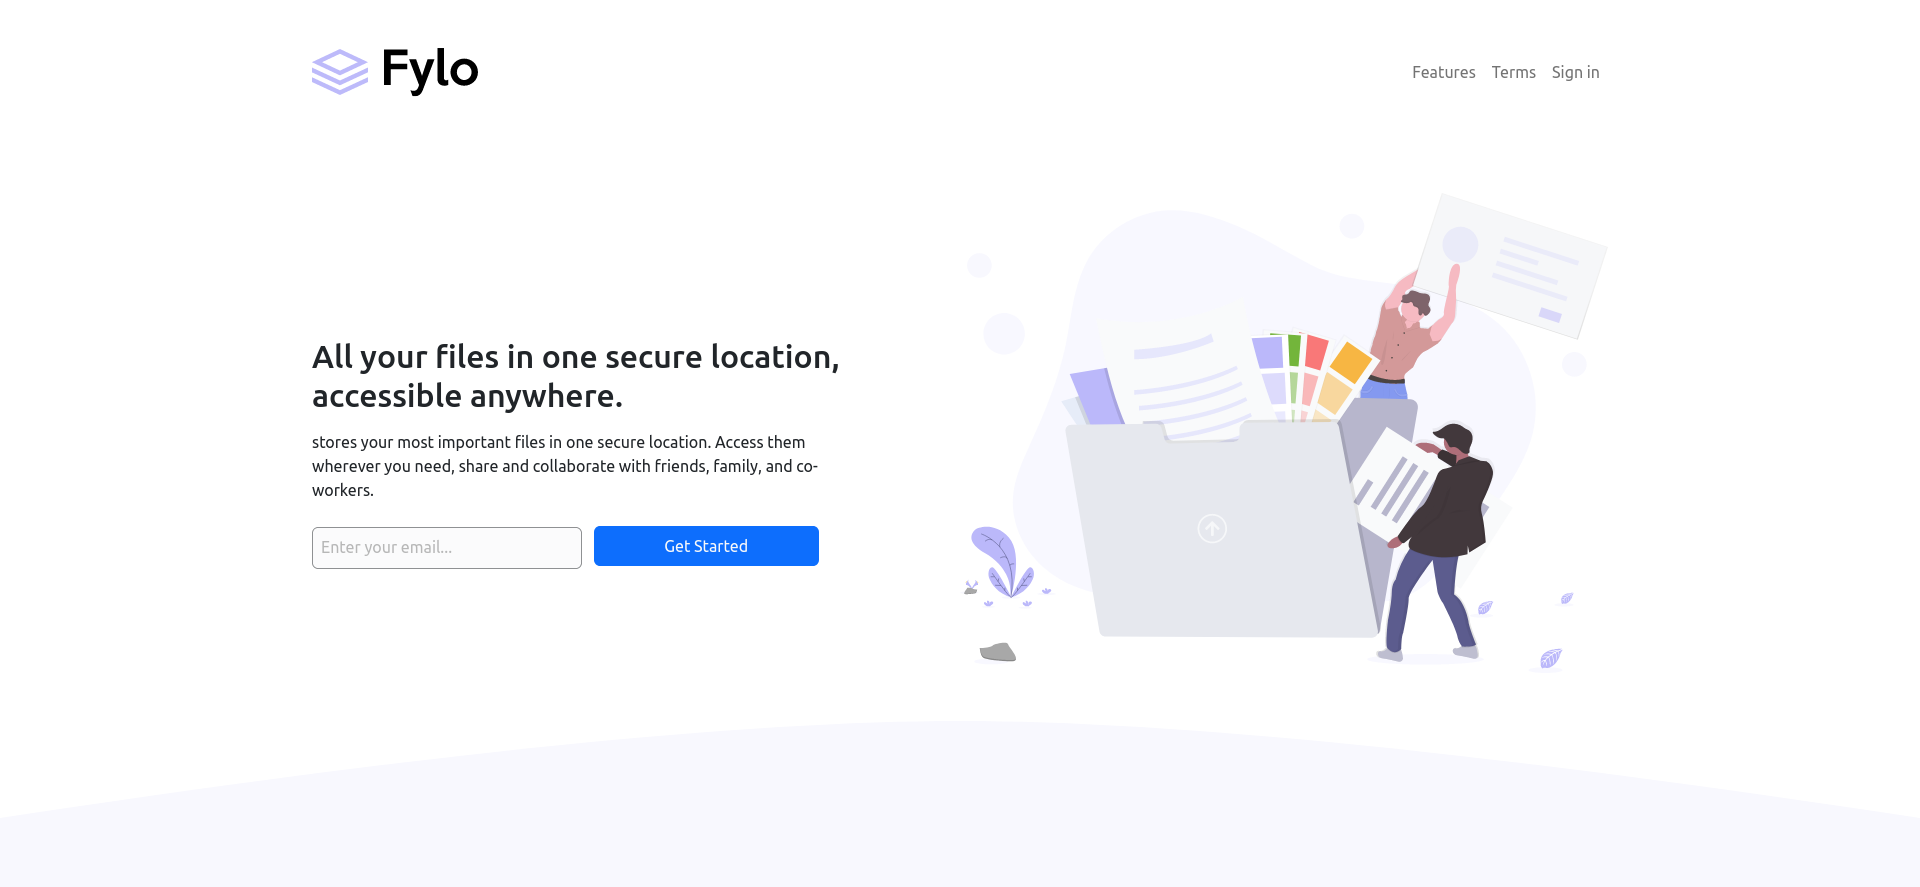 Fylo
Features Terms Sign in
All your files in one secure location,
accessible anywhere.
stores your most important files in one secure location. Access them
wherever you need, share and collaborate with friends, family, and co-
workers.
Enter your email...
Get Started